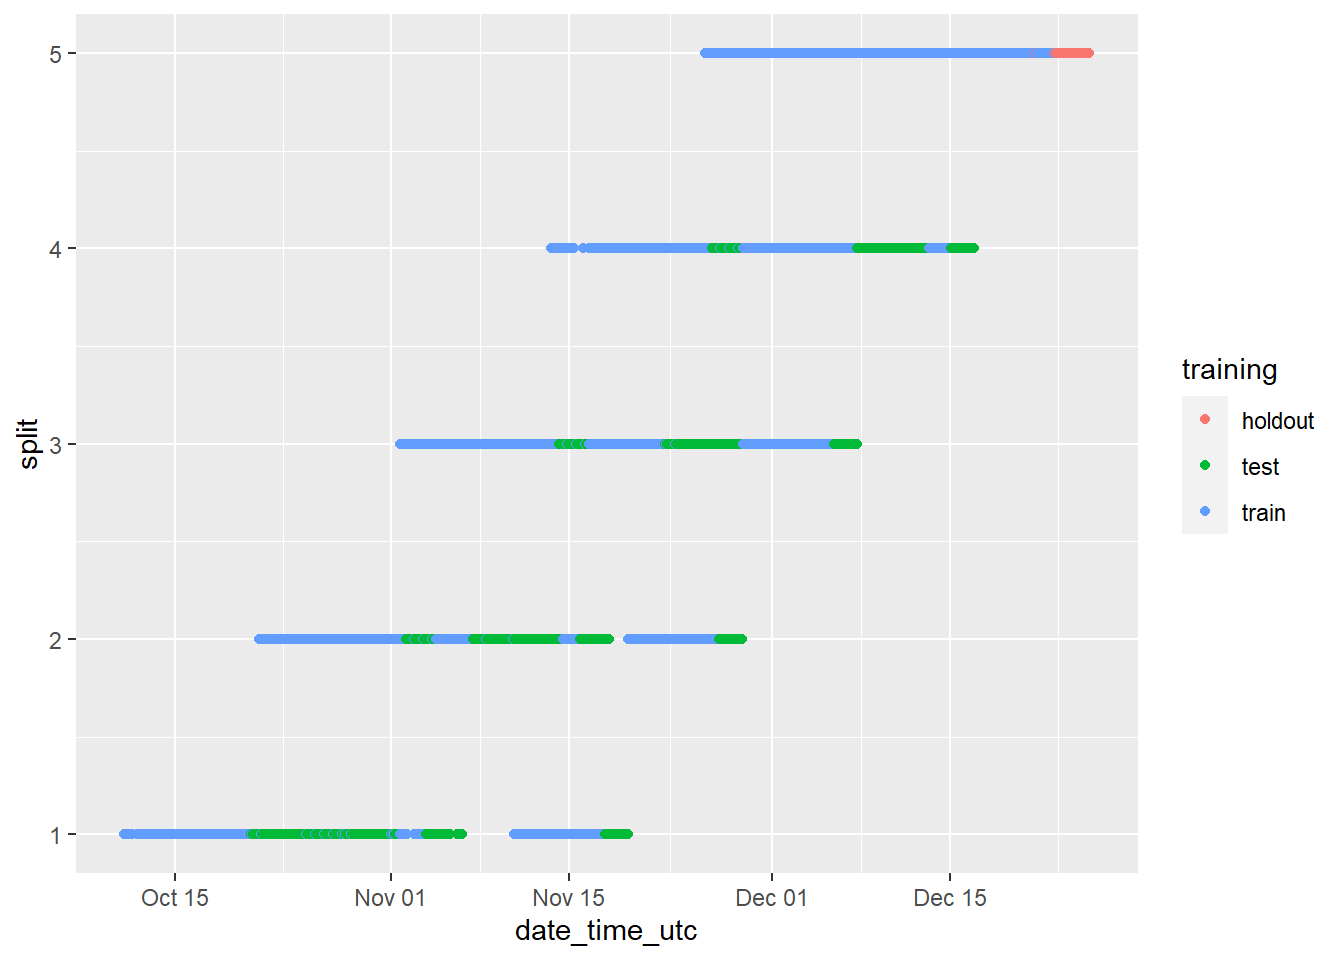 5
4
3
2
1
split
Oct 15
Nov 01
Nov 15
Dec 01
Dec 15
date_time_utc
training
holdout
test
train